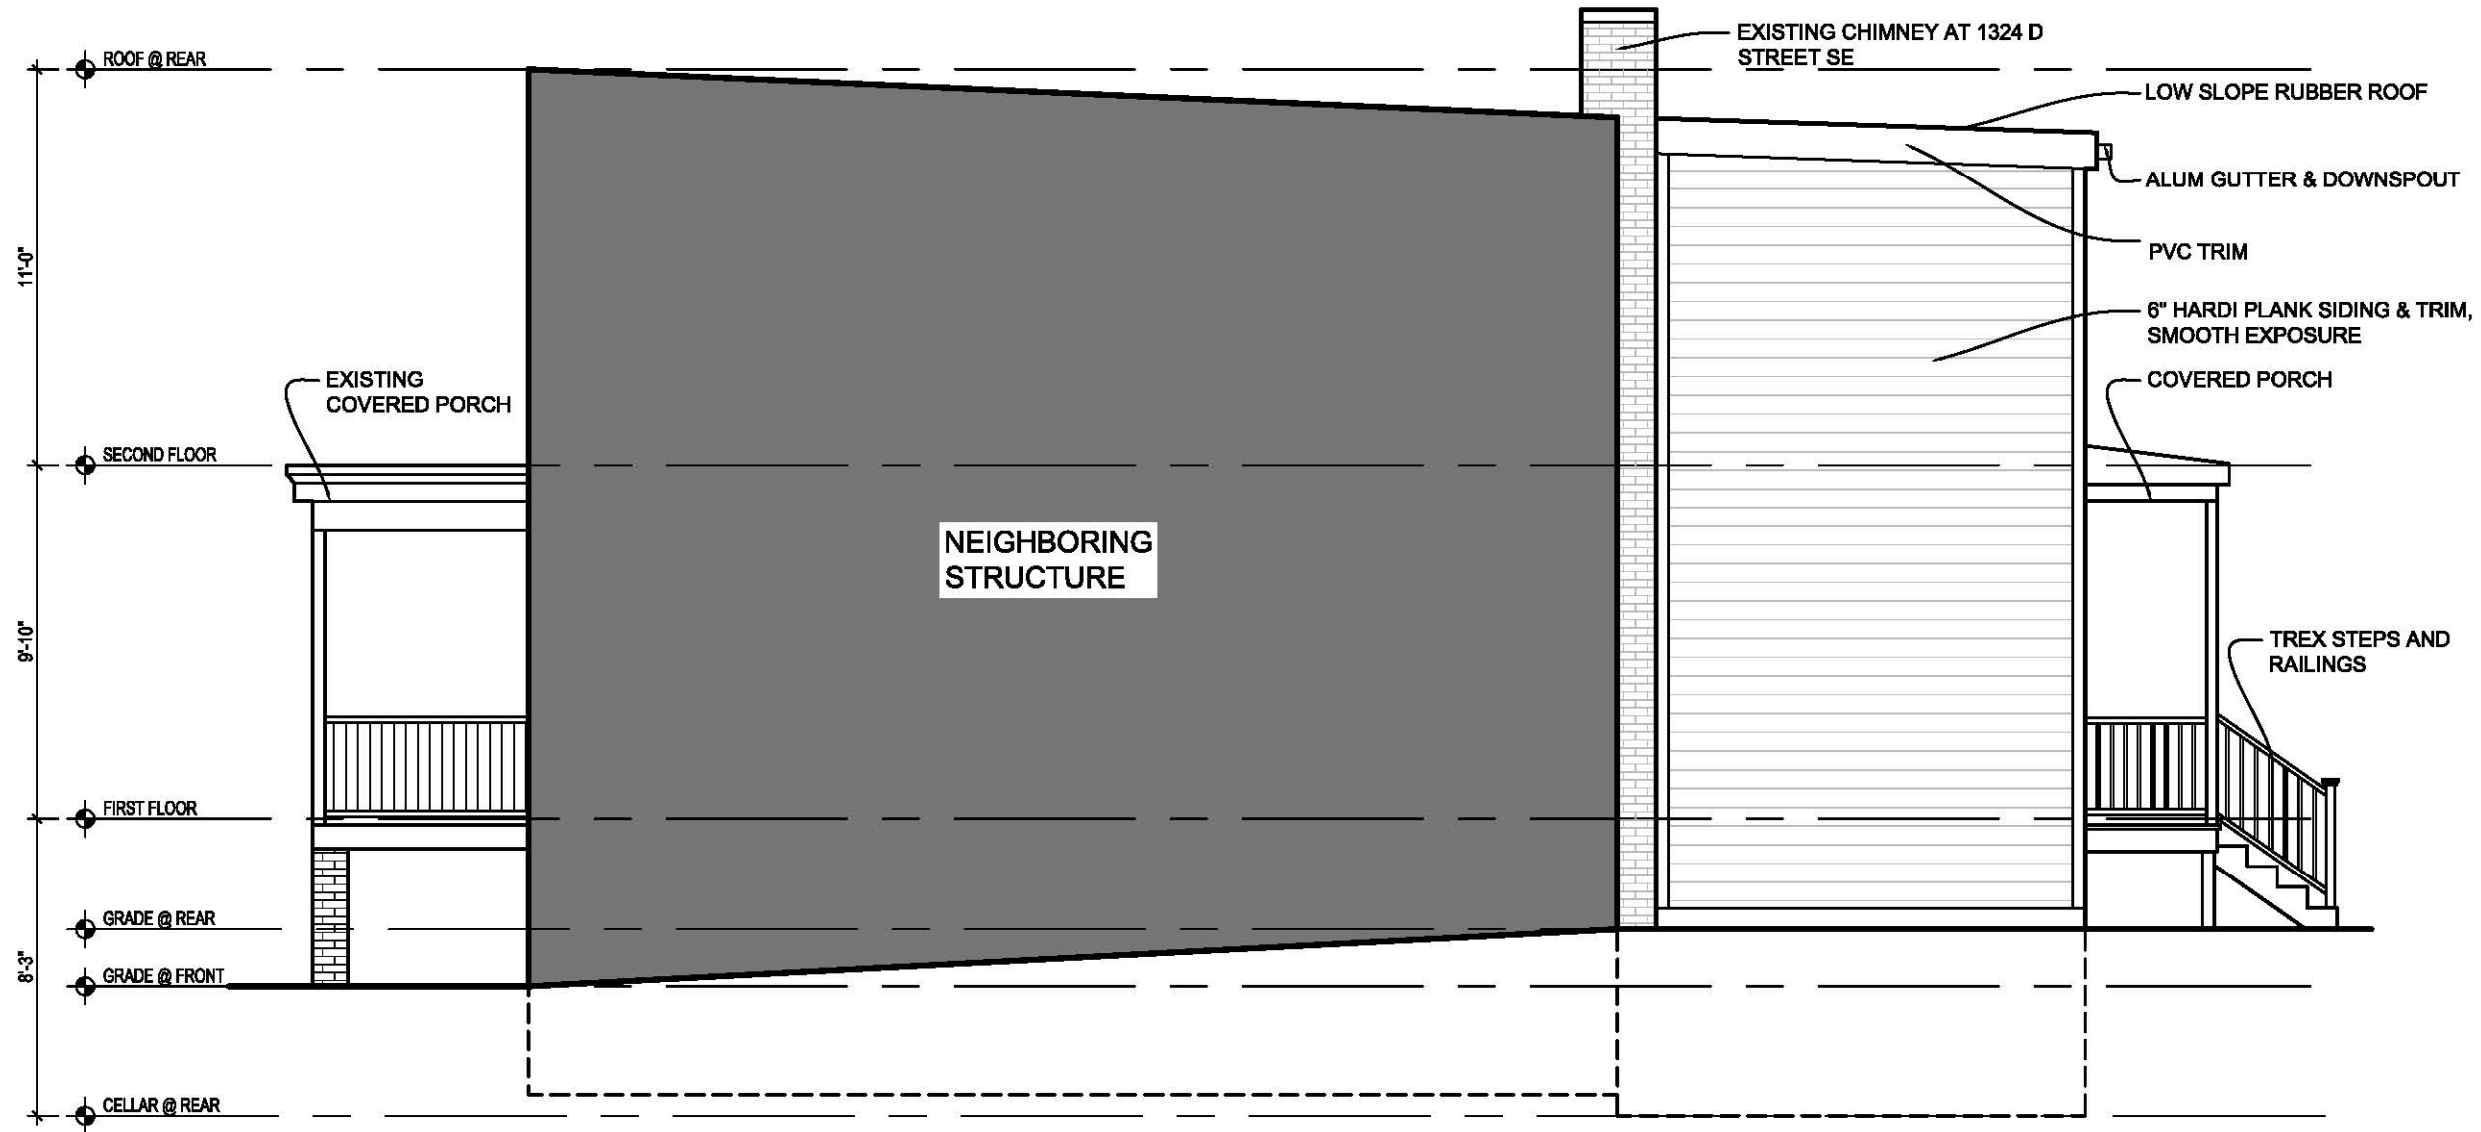 ROOF @ REAR
EXISTING CHIMNEY AT 1324 D
STREET SE
LOW SLOPE RUBBER ROOF
ALUM GUTTER & DOWNSPOUT
11'-0"
PVC TRIM
6" HARDI PLANK SIDING & TRIM,
SMOOTH EXPOSURE
EXISTING
COVERED PORCH
COVERED PORCH
SECOND FLOOR
NEIGHBORING
STRUCTURE
9'-10"
TREX STEPS AND
RAILINGS
FIRST FLOOR
GRADE @ REAR
8'-3"
GRADE @ FRONT
CELLAR @ REAR